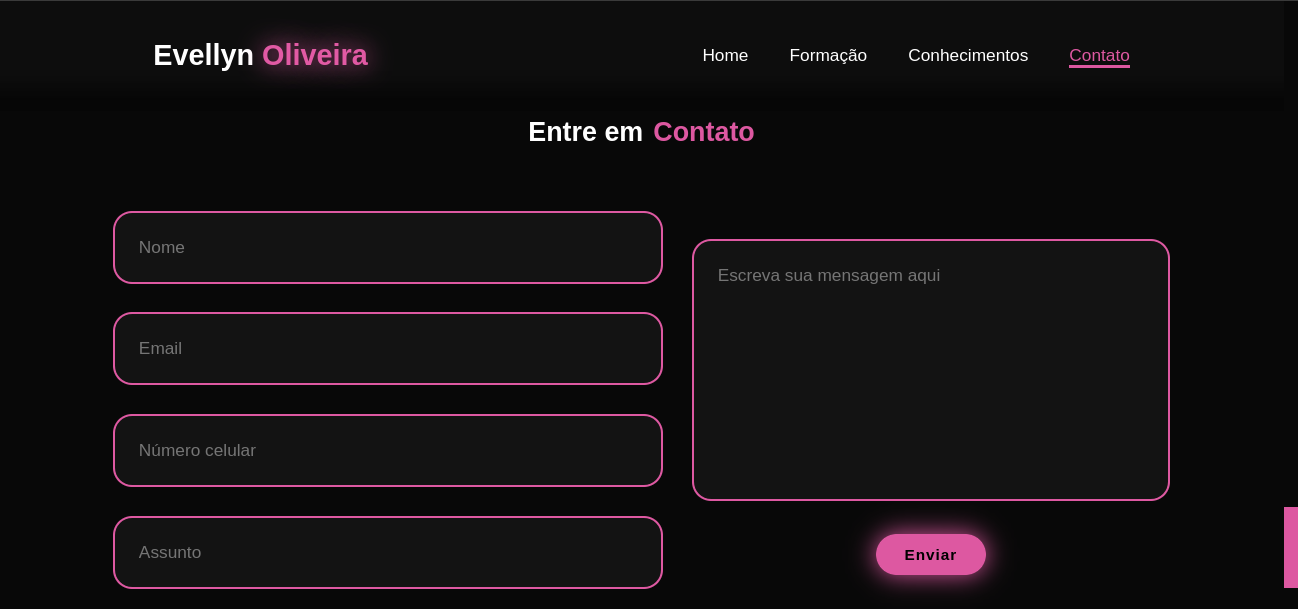 Evellyn Oliveira
Home Formação Conhecimentos Contato
Entre em Contato
Nome
Email
Número celular
Assunto
Escreva sua mensagem aqui
Enviar